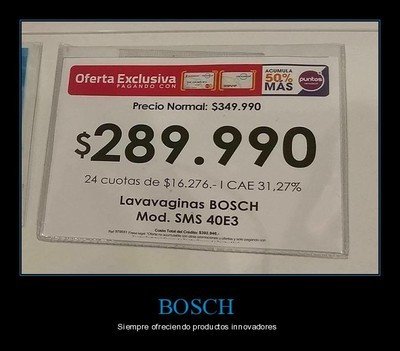 Oferta Exclusiva
PAGANDO CON
ACUMULA
50%
MÁS
puntos
Precio Normal: $349.990
$289.990
24 cuotas de $16.276.- I CAE 31,27%
Lavavaginas BOSCH
Mod. SMS 40E3
BOSCH
Siempre ofreciendo productos innovadores